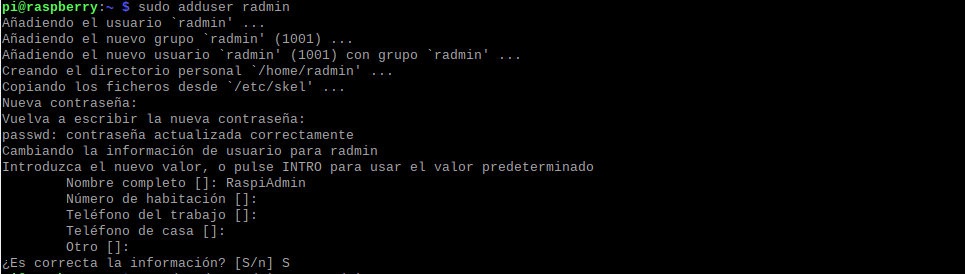 pi@raspberry:~ $ sudo adduser radmin
Añadiendo el usuario `radmin' ...
Añadiendo el nuevo grupo `radmin' (1001) ...
Añadiendo el nuevo usuario `radmin' (1001) con grupo `radmin' ...
Creando el directorio personal `/home/radmin' ...
Copiando los ficheros desde `/etc/skel' ...
Nueva contraseña:
Vuelva a escribir la nueva contraseña:
passwd: contraseña actualizada correctamente
Cambiando la información de usuario para radmin
Introduzca el nuevo valor, o pulse INTRO para usar el valor predeterminado
Nombre completo []: RaspiAdmin
Número de habitación []:
Teléfono del trabajo []:
Teléfono de casa []:
Otro []:
¿Es correcta la información? [S/n] S